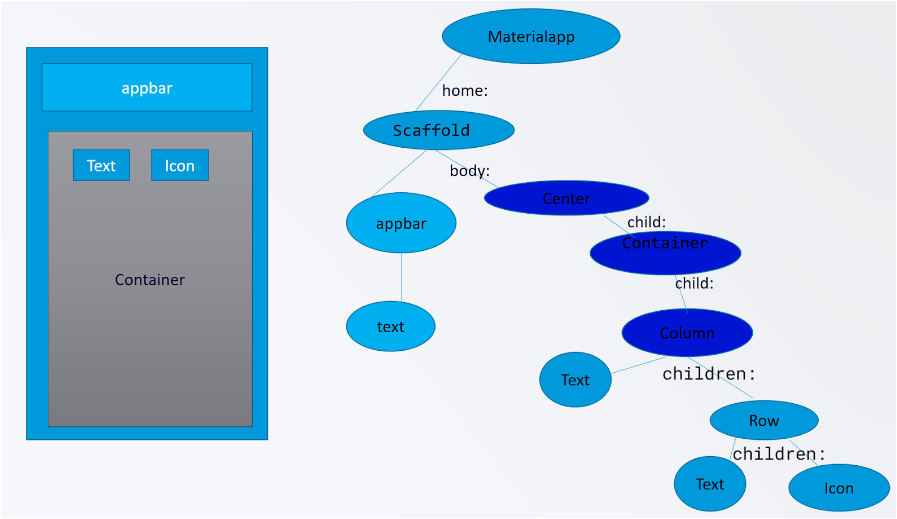 appbar
Text
Icon
Container
Materialapp
home:
Scaffold
body:
appbar
Center
child:
Container
child:
text
Column
Text
children:
Row
children:
Text
Icon